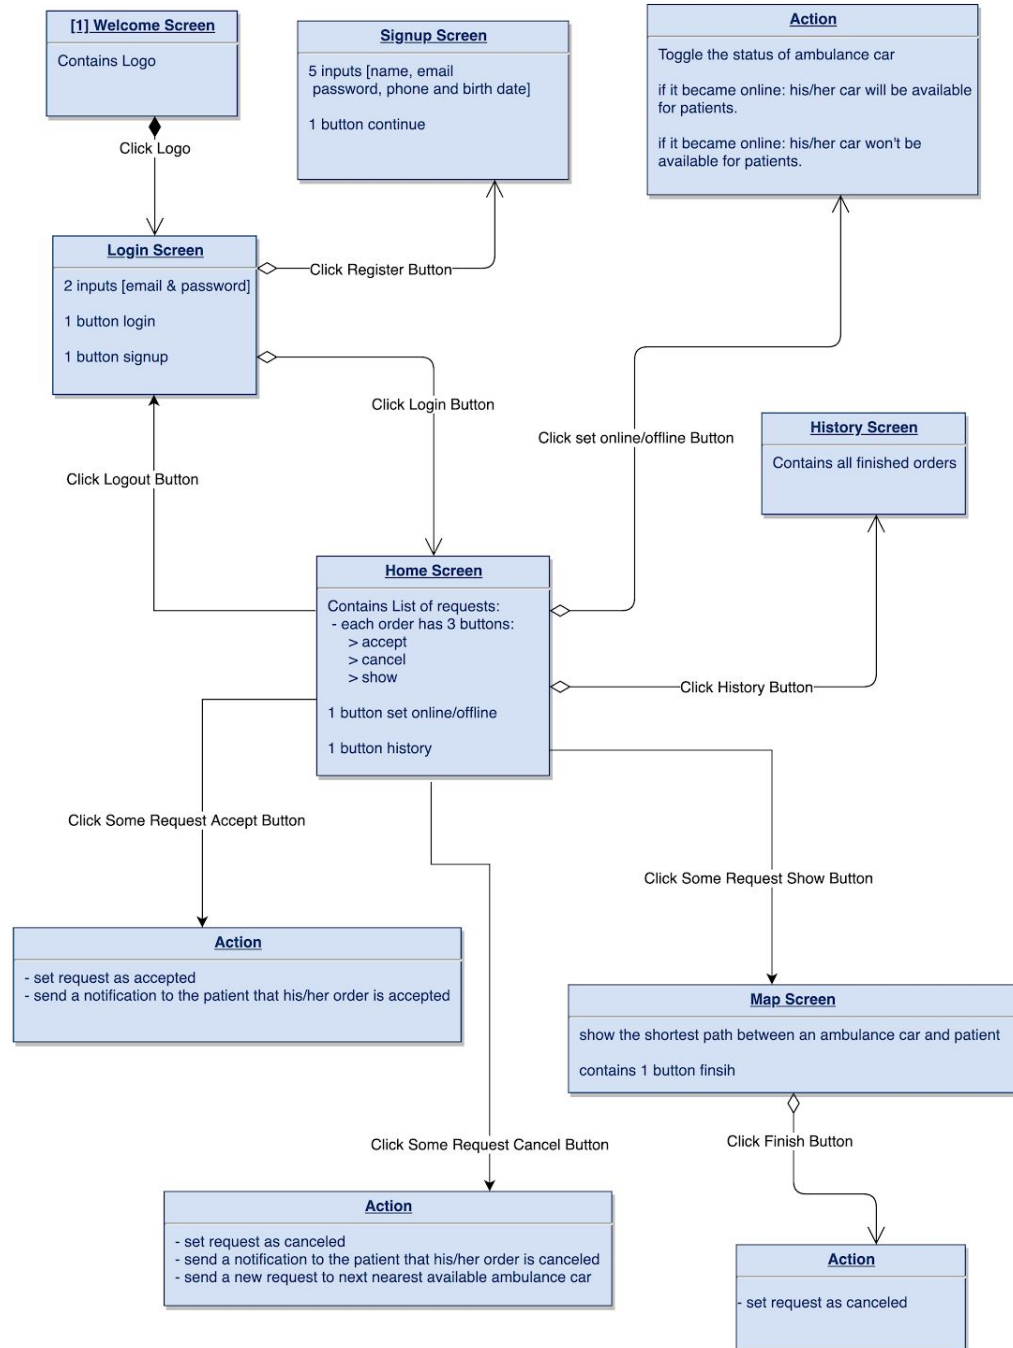 [1] Welcome Screen
Contains Logo
Click Logo
Signup Screen
5 inputs [name, email
password, phone and birth date]
1 button continue
Action
Toggle the status of ambulance car
if it became online: his/her car will be available
for patients.
if it became online: his/her car won't be
available for patients.
Login Screen
2 inputs [email & password]
1 button login
1 button signup
Click Register Button
Click Login Button
Click Logout Button
Click set online/offline Button
History Screen
Contains all finished orders
Home Screen
Contains List of requests:
- each order has 3 buttons:
> accept
> cancel
> show
1 button set online/offline
1 button history
Click History Button
Click Some Request Accept Button
Click Some Request Show Button
Action
- set request as accepted
- send a notification to the patient that his/her order is accepted
Map Screen
show the shortest path between an ambulance car and patient
contains 1 button finsih
Click Some Request Cancel Button
Click Finish Button
Action
- set request as canceled
- send a notification to the patient that his/her order is canceled
- send a new request to next nearest available ambulance car
Action
- set request as canceled